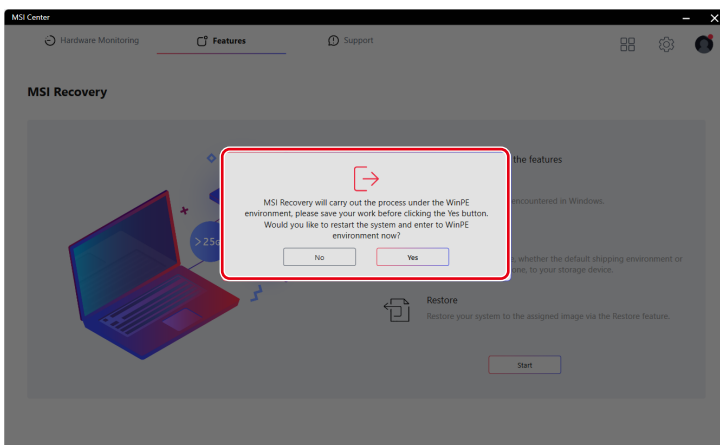 MSI Center
Hardware Monitoring
Features
Support
MSI Recovery
the features
encountered in Windows.
MSI Recovery will carry out the process under the WinPE
environment, please save your work before clicking the Yes button.
Would you like to restart the system and enter to WinPE
environment now?
No
Yes
>25
, whether the default shipping environment or
one, to your storage device.
Restore
Restore your system to the assigned image via the Restore feature.
Start